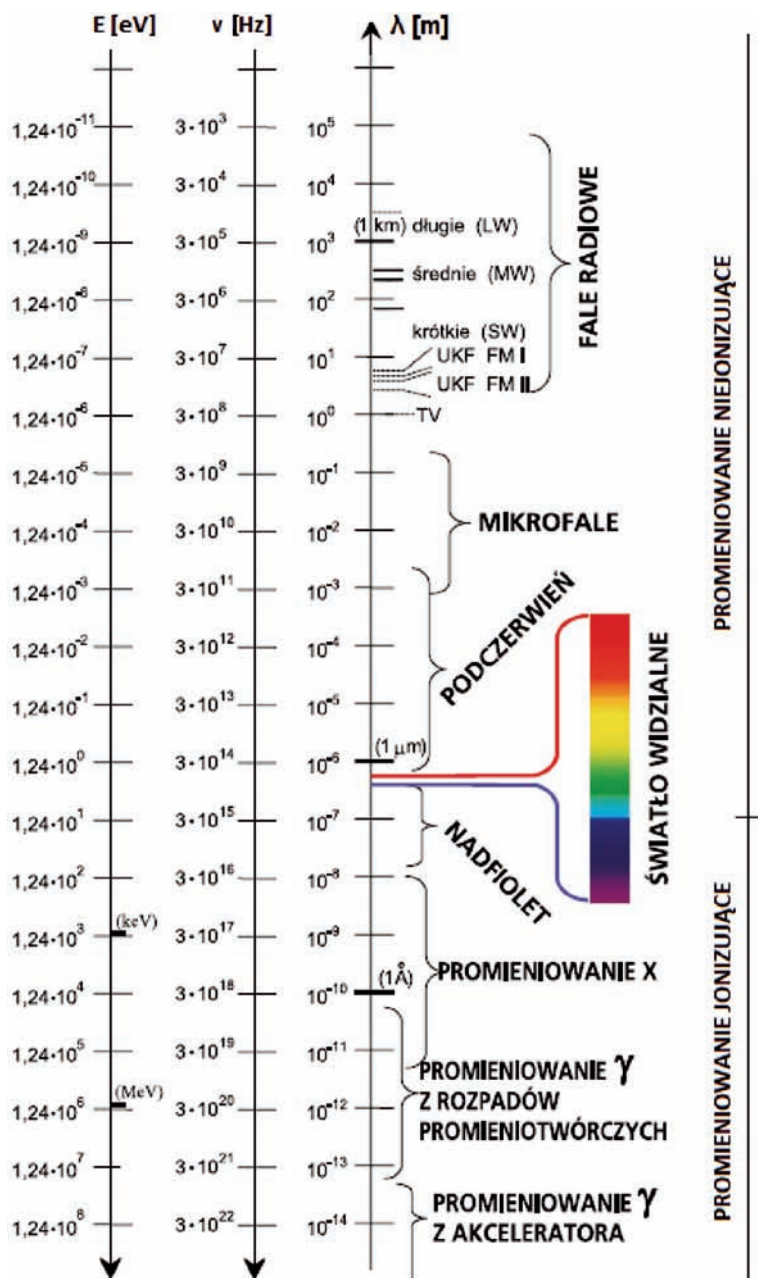 E [eV] ν [Hz] λ [m]
1,24•10⁻¹¹ 3•10³ 10⁵
1,24•10⁻¹⁰ 3•10⁴ 10⁴
(1 km) długie (LW)
1,24•10⁻⁹ 3•10⁵ 10³
średnie (MW)
1,24•10⁻⁸ 3•10⁶ 10²
krótkie (SW)
UKF FM I
1,24•10⁻⁷ 3•10⁷ 10¹
UKF FM II
1,24•10⁻⁶ 3•10⁸ 10⁰ TV
FALE RADIOWE
1,24•10⁻⁵ 3•10⁹ 10⁻¹
MIKROFALE
1,24•10⁻⁴ 3•10¹⁰ 10⁻²
1,24•10⁻³ 3•10¹¹ 10⁻³
PODCZERWIEŃ
1,24•10⁻² 3•10¹² 10⁻⁴
1,24•10⁻¹ 3•10¹³ 10⁻⁵
(1 μm)
1,24•10⁰ 3•10¹⁴ 10⁻⁶
ŚWIATŁO WIDZIALNE
1,24•10¹ 3•10¹⁵ 10⁻⁷
NADFIOLET
1,24•10² 3•10¹⁶ 10⁻⁸
(keV)
1,24•10³ 3•10¹⁷ 10⁻⁹
PROMIENIOWANIE X
(1Å)
1,24•10⁴ 3•10¹⁸ 10⁻¹⁰
1,24•10⁵ 3•10¹⁹ 10⁻¹¹
PROMIENIOWANIE γ
Z ROZPADÓW
PROMIENIOTWÓRCZYCH
(MeV)
1,24•10⁶ 3•10²⁰ 10⁻¹²
1,24•10⁷ 3•10²¹ 10⁻¹³
PROMIENIOWANIE γ
Z AKCELERATORA
1,24•10⁸ 3•10²² 10⁻¹⁴
PROMIENIOWANIE NIEJONIZUJĄCE
PROMIENIOWANIE JONIZUJĄCE